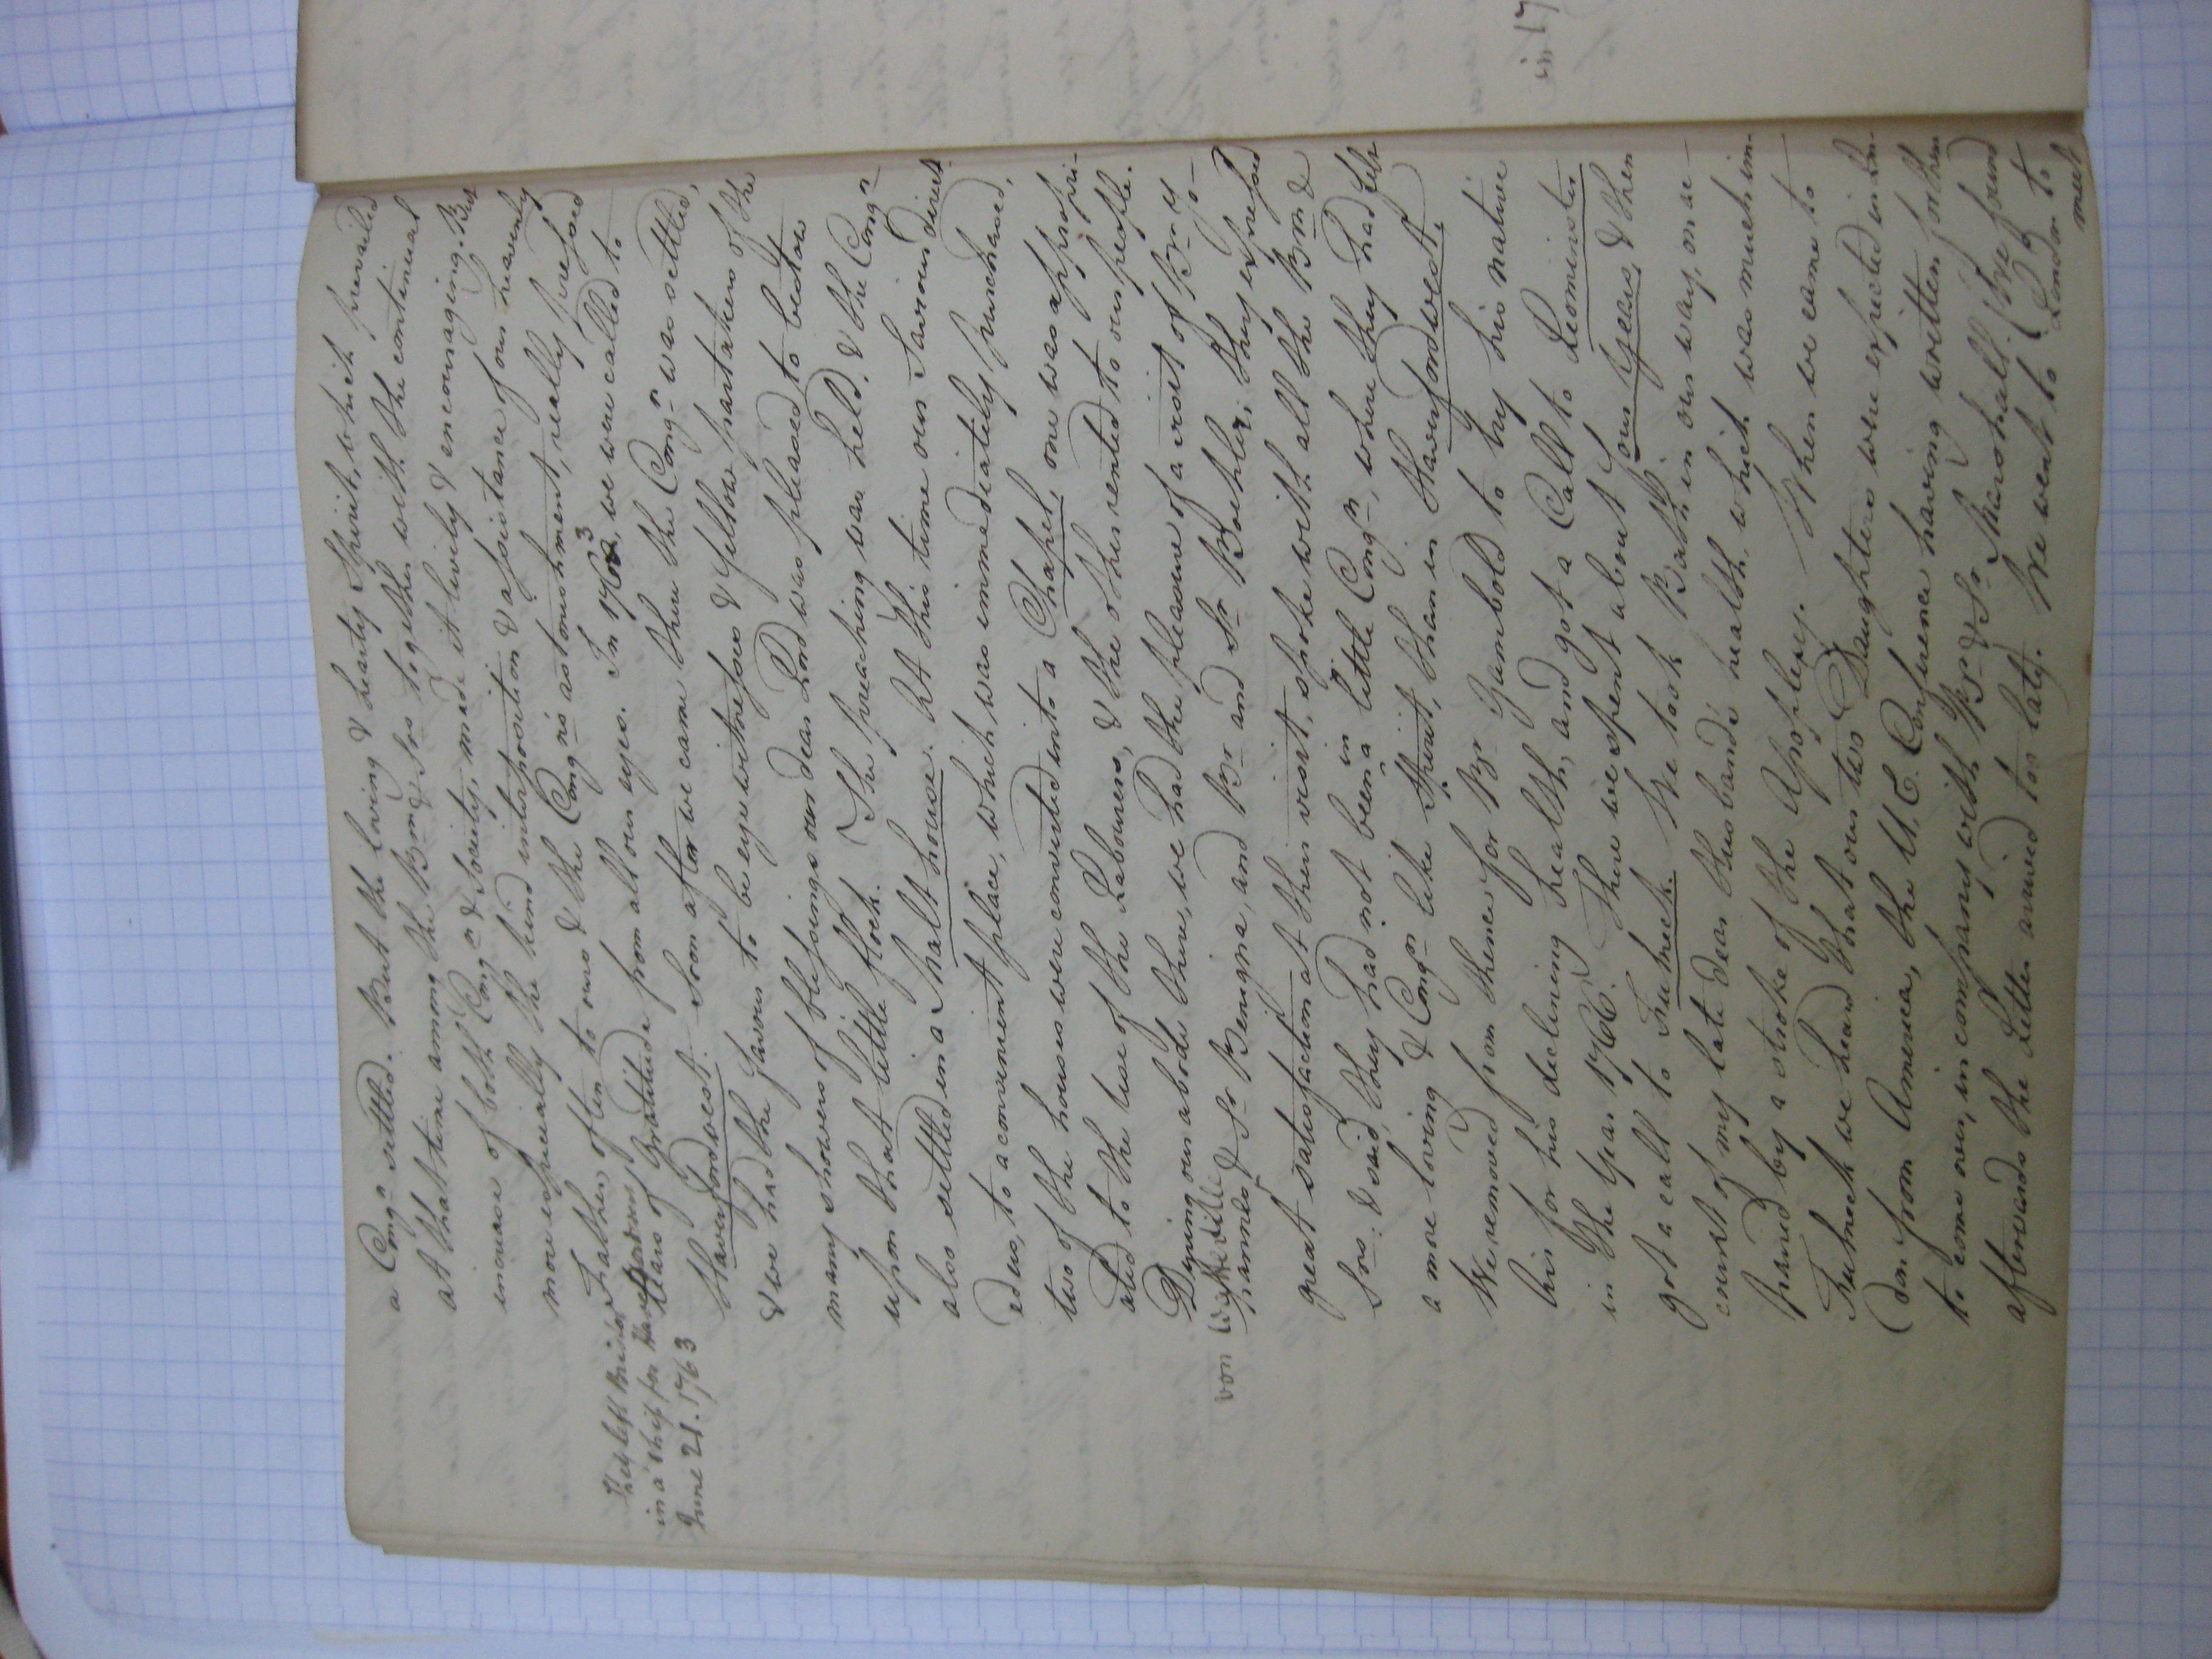 a Congn settled. But the loving & hearty Spirit, which prevailed
at that time among the Brn & Srs together with the continual
increase of both Congn & Society, made it lively & encouraging. But
more especially the kind interposition & assistance of our heavenly
Father, often to ours & the Congn's astonishment, really pressed
They left Bristol
in a ship for Haverfordwest
June 21. 1763
tears of gratitude from all our eyes. In 1763, we were called to
Haverfordwest. Soon after we came there the Congn was settled,
& we had the favour to be eye witnesses & fellow partakers of the
many showers of blessings our dear Lord was pleased to bestow
upon that little flock. The preaching was held, & the Congn
also settled in a Malt house. At this time our Saviour direct-
ed us, to a convenient place, which was immediately purchased,
two of the houses were converted into a Chapel, one was appropri-
ated to the Use of the Labourers, & the other rented to our people.
During our abode there, we had the pleasure of a visit of Br Jo-
von Watteville
hannes & Sr Benigna, and Br and Sr Boehler; they expressed
great satisfaction at their visit, spoke with all the Brn &
Srs: & said, they had not been in a little Congn, where they had felt
a more loving & Congn like Spirit, than in Haverfordwest.
We removed from thence for Br Gambold to try his native
Air for his declining health, and got a Call to Leominster
in the Year 1766. There we spent about four Years, & then
got a call to Fulneck. We took Bath in our way, on ac-
count of my late dear Husband's health, which was much im-
paired by a stroke of the Apoplexy. When we came to
Fulneck we heard that our two Daughters were expected in Lon-
don from America, the U. E. Conference having written for them
to come over, in company with Br & Sr Marshall. (We found
afterwards the Letter arrived too late). We went to London to
meet
in 17